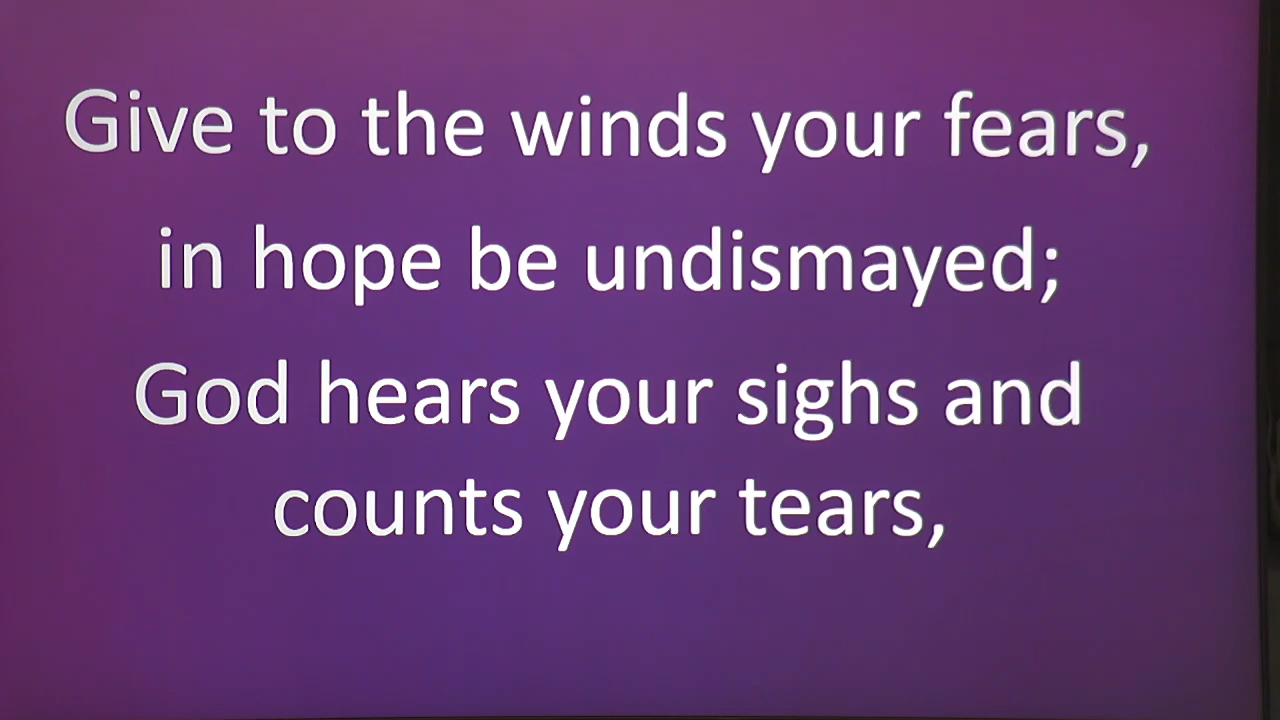 Give to the winds your fears,
in hope be undismayed;
God hears your sighs and
counts your tears,